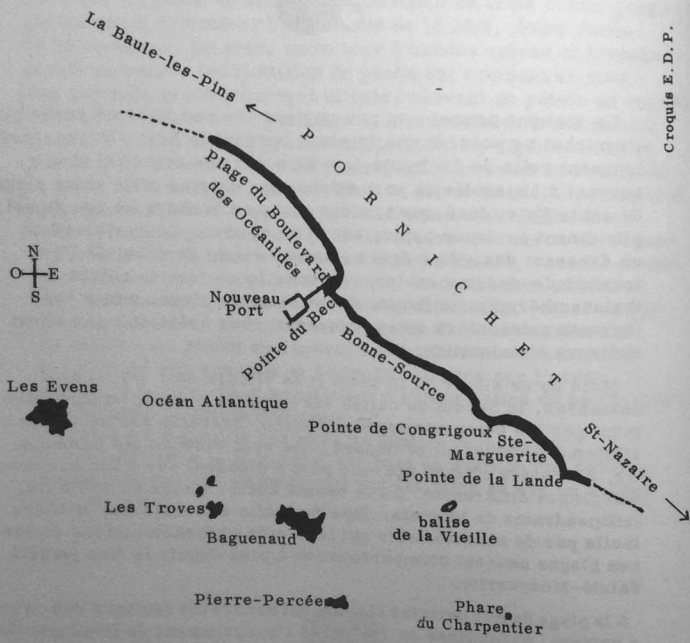 Croquis E.D.P.
La Baule-les-Pins
PORNICHET
Plage du Boulevard
des Océanides
N
O E
S
Nouveau
Port
Pointe du Bec
Bonne-Source
Les Evens
Océan Atlantique
Pointe de Congrigoux
Ste-
Marguerite
St-Nazaire
Pointe de la Lande
Les Troves
Baguenaud
balise
de la Vieille
Pierre-Percée
Phare
du Charpentier